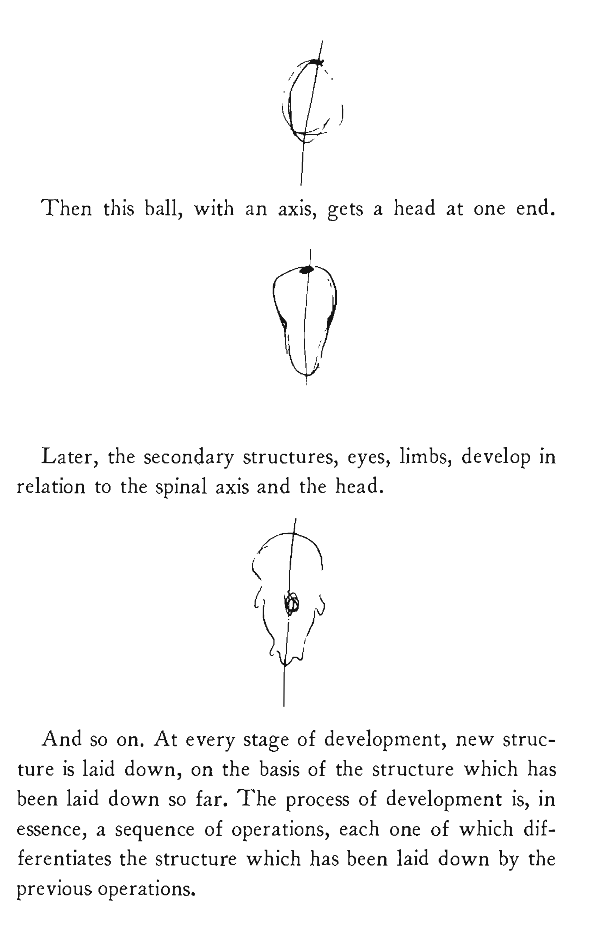 Then this ball, with an axis, gets a head at one end.
Later, the secondary structures, eyes, limbs, develop in
relation to the spinal axis and the head.
And so on. At every stage of development, new struc-
ture is laid down, on the basis of the structure which has
been laid down so far. The process of development is, in
essence, a sequence of operations, each one of which dif-
ferentiates the structure which has been laid down by the
previous operations.